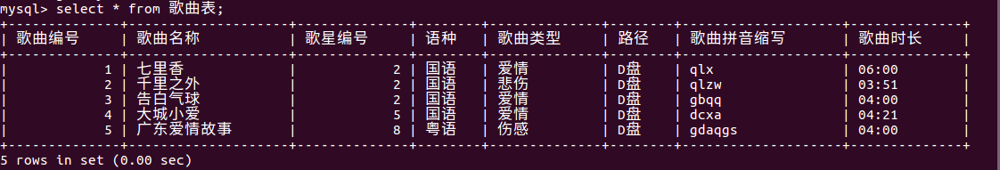 mysql> select * from 歌曲表;
+--------------+--------------------+--------------+--------+--------------+--------+--------------------+--------------+
| 歌曲编号 | 歌曲名称 | 歌星编号 | 语种 | 歌曲类型 | 路径 | 歌曲拼音缩写 | 歌曲时长 |
+--------------+--------------------+--------------+--------+--------------+--------+--------------------+--------------+
| 1 | 七里香 | 2 | 国语 | 爱情 | D盘 | qlx | 06:00 |
| 2 | 千里之外 | 2 | 国语 | 悲伤 | D盘 | qlzw | 03:51 |
| 3 | 告白气球 | 2 | 国语 | 爱情 | D盘 | gbqq | 04:00 |
| 4 | 大城小爱 | 5 | 国语 | 爱情 | D盘 | dcxa | 04:21 |
| 5 | 广东爱情故事 | 8 | 粤语 | 伤感 | D盘 | gdaqgs | 04:00 |
+--------------+--------------------+--------------+--------+--------------+--------+--------------------+--------------+
5 rows in set (0.00 sec)